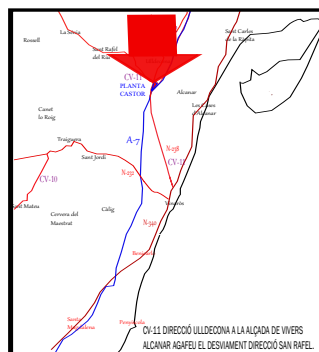 La Senia
Rossell
Sant Rafel
del Riu
Sant Carles
de la Ràpita
CV-11
PLANTA
CASTOR
Alcanar
Les Cases
d'Alcanar
Canet
lo Roig
Traiguera
A-7
Sant Jordi
N-238
CV-11
N-232
CV-10
Sant Mateu
Cervera del
Maestrat
Càlig
Vinaròs
N-340
Benicarló
Santa
Magdalena
Peníscola
CV-11 DIRECCIÓ ULLDECONA A LA ALÇADA DE VIVERS
ALCANAR AGAFEU EL DESVIAMENT DIRECCIÓ SAN RAFEL.